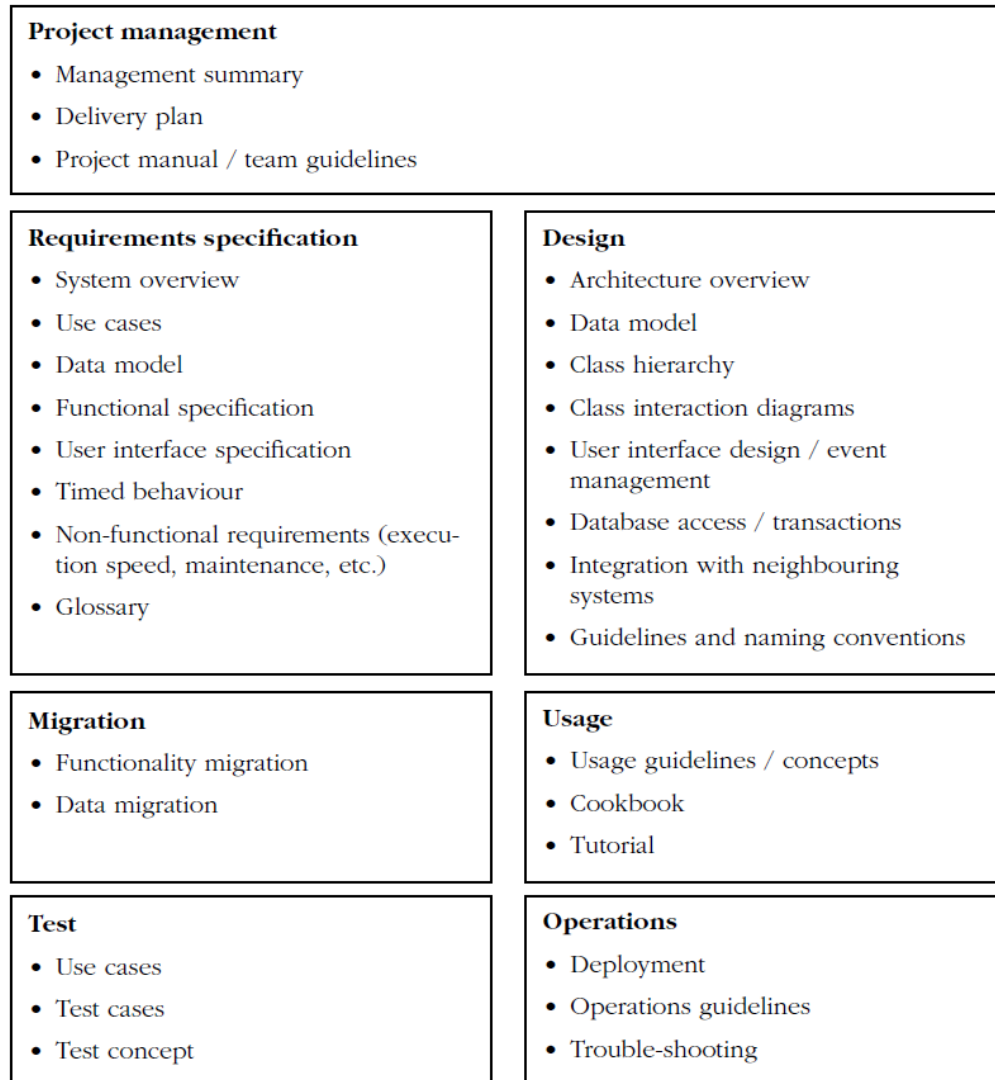 Project management
• Management summary
• Delivery plan
• Project manual / team guidelines
Requirements specification
• System overview
• Use cases
• Data model
• Functional specification
• User interface specification
• Timed behaviour
• Non-functional requirements (execu-
tion speed, maintenance, etc.)
• Glossary
Design
• Architecture overview
• Data model
• Class hierarchy
• Class interaction diagrams
• User interface design / event
management
• Database access / transactions
• Integration with neighbouring
systems
• Guidelines and naming conventions
Migration
• Functionality migration
• Data migration
Usage
• Usage guidelines / concepts
• Cookbook
• Tutorial
Test
• Use cases
• Test cases
• Test concept
Operations
• Deployment
• Operations guidelines
• Trouble-shooting